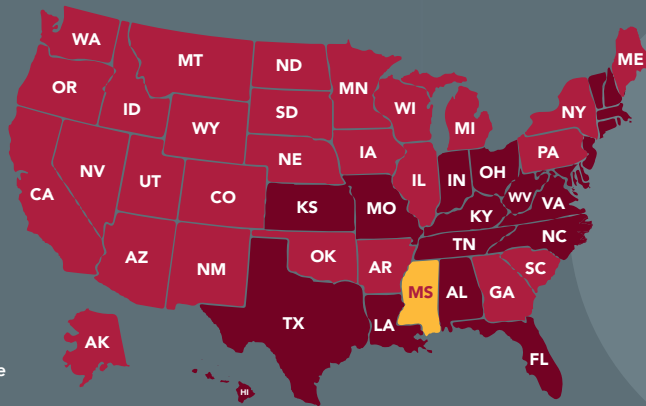 WA
MT
ND
MN
ME
OR
ID
SD
WI
NY
WY
MI
NE
IA
PA
NV
UT
CO
IL
IN
OH
WV
VA
CA
KS
MO
KY
NC
TN
AZ
NM
OK
AR
SC
MS
AL
GA
TX
LA
AK
FL
e
HI